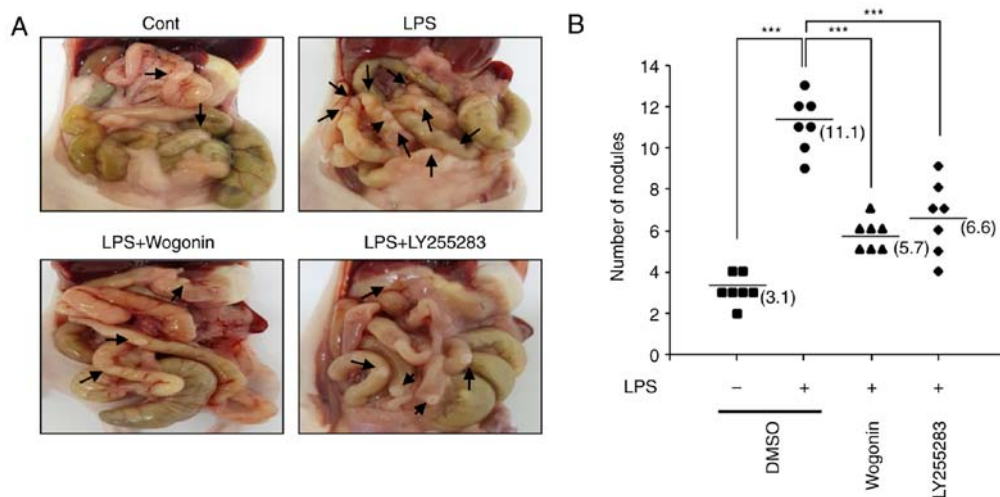 A
Cont
LPS
LPS+Wogonin
LPS+LY255283
B
***
*** ***
14
12
10
8
6
4
2
0
Number of nodules
(3.1)
(11.1)
(5.7)
(6.6)
LPS − + + +
DMSO
Wogonin
LY255283